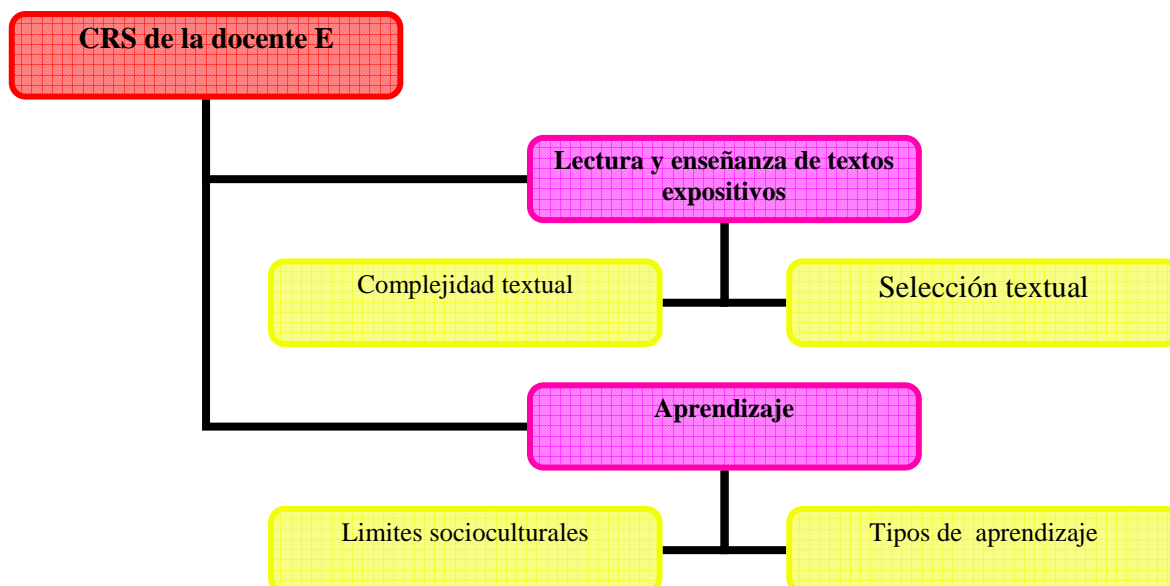 CRS de la docente E
Lectura y enseñanza de textos
expositivos
Complejidad textual
Selección textual
Aprendizaje
Limites socioculturales
Tipos de aprendizaje